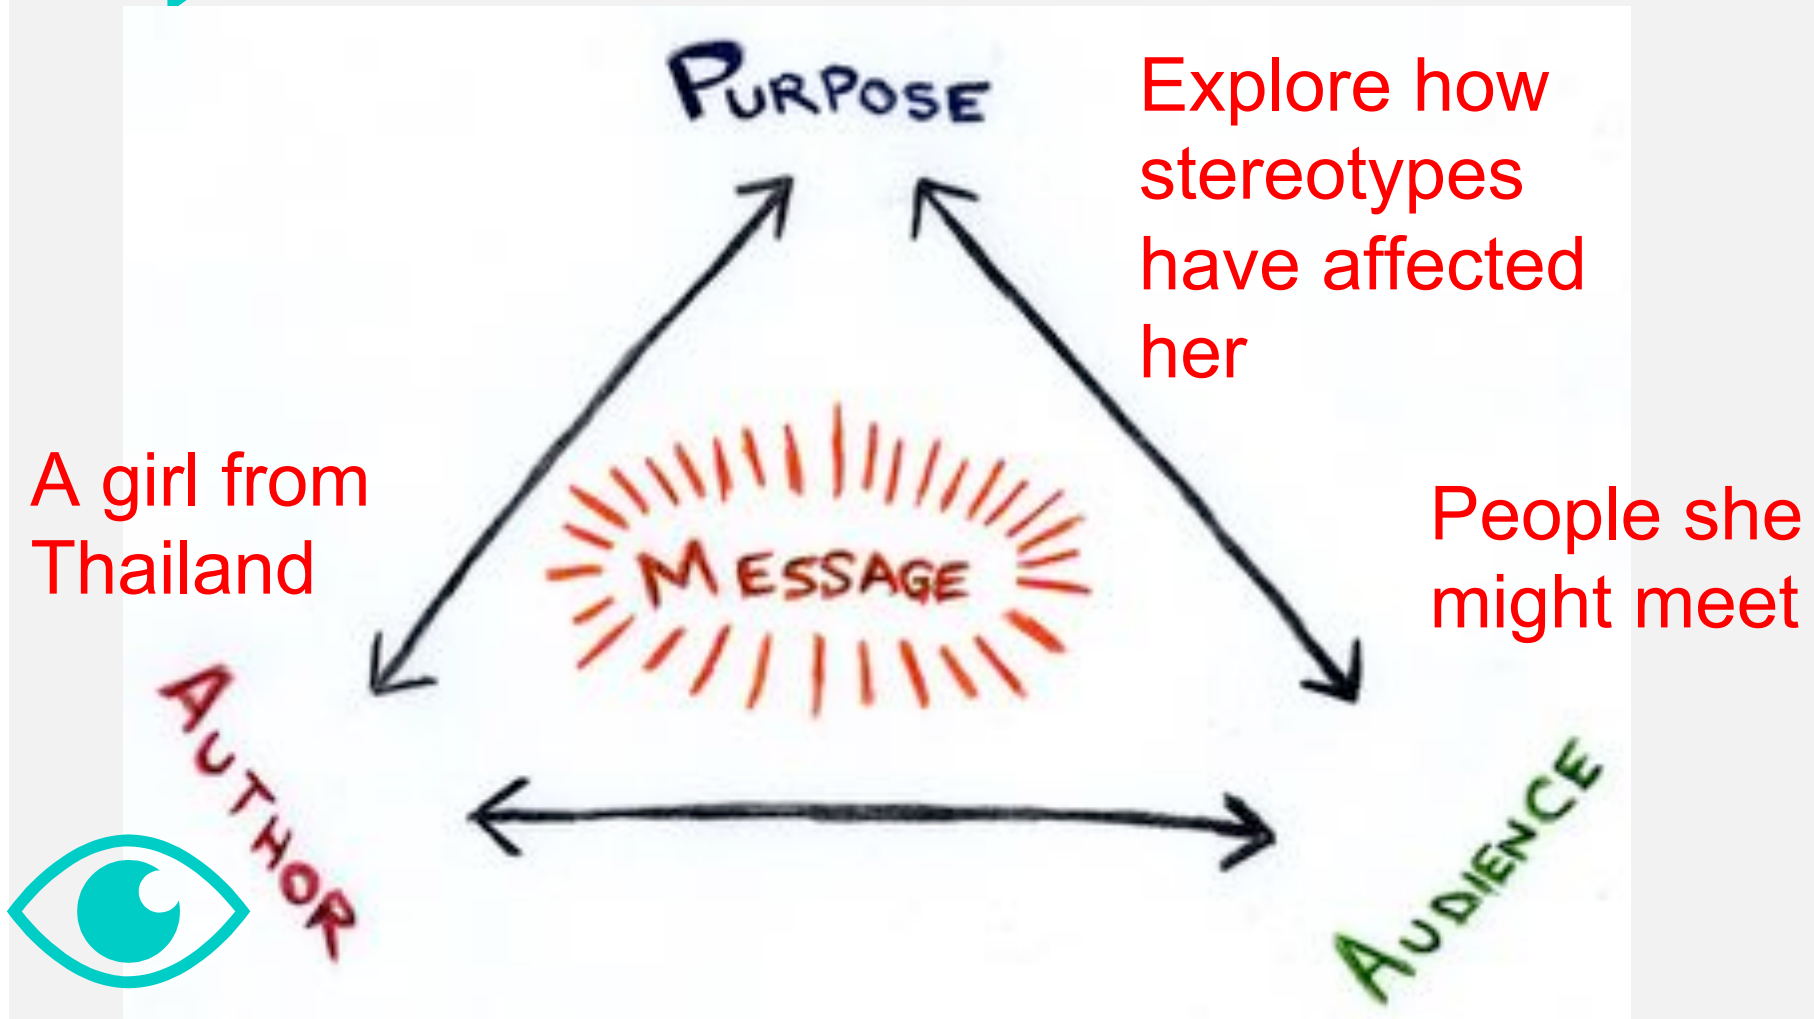 PURPOSE
Explore how
stereotypes
have affected
her
A girl from
Thailand
MESSAGE
People she
might meet
AUTHOR
AUDIENCE